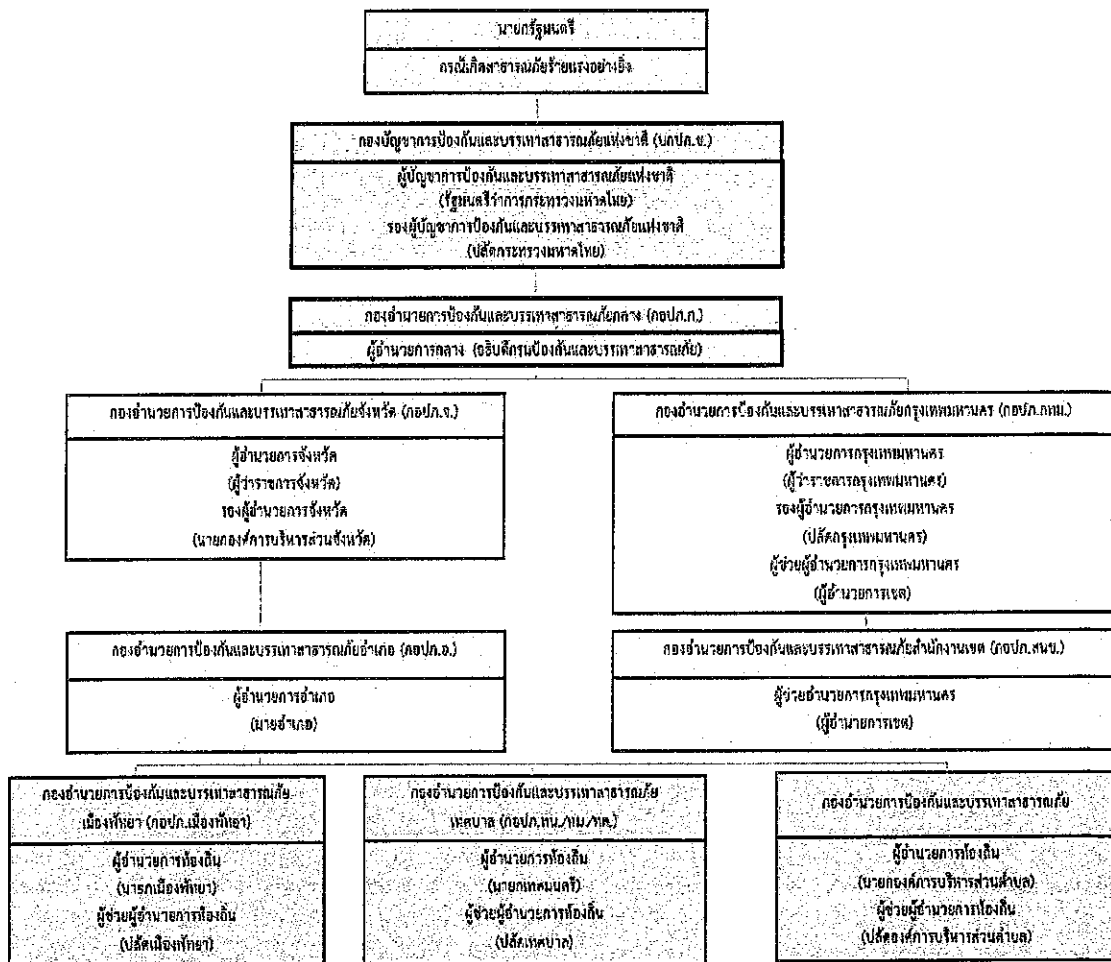 นายกรัฐมนตรี
กรณีเกิดสาธารณภัยร้ายแรงอย่างยิ่ง
กองบัญชาการป้องกันและบรรเทาสาธารณภัยแห่งชาติ (บกปภ.ช.)
ผู้บัญชาการป้องกันและบรรเทาสาธารณภัยแห่งชาติ
(รัฐมนตรีว่าการกระทรวงมหาดไทย)
รองผู้บัญชาการป้องกันและบรรเทาสาธารณภัยแห่งชาติ
(ปลัดกระทรวงมหาดไทย)
กองอำนวยการป้องกันและบรรเทาสาธารณภัยกลาง (กอปภ.ก.)
ผู้อำนวยการกลาง (อธิบดีกรมป้องกันและบรรเทาสาธารณภัย)
กองอำนวยการป้องกันและบรรเทาสาธารณภัยจังหวัด (กอปภ.จ.)
ผู้อำนวยการจังหวัด
(ผู้ว่าราชการจังหวัด)
รองผู้อำนวยการจังหวัด
(นายกองค์การบริหารส่วนจังหวัด)
กองอำนวยการป้องกันและบรรเทาสาธารณภัยกรุงเทพมหานคร (กอปภ.กทม.)
ผู้อำนวยการกรุงเทพมหานคร
(ผู้ว่าราชการกรุงเทพมหานคร)
รองผู้อำนวยการกรุงเทพมหานคร
(ปลัดกรุงเทพมหานคร)
ผู้ช่วยผู้อำนวยการกรุงเทพมหานคร
(ผู้อำนวยการเขต)
กองอำนวยการป้องกันและบรรเทาสาธารณภัยอำเภอ (กอปภ.อ.)
ผู้อำนวยการอำเภอ
(นายอำเภอ)
กองอำนวยการป้องกันและบรรเทาสาธารณภัยสำนักงานเขต (กอปภ.สนข.)
ผู้ช่วยอำนวยการกรุงเทพมหานคร
(ผู้อำนายการเขต)
กองอำนวยการป้องกันและบรรเทาสาธารณภัย
เมืองพัทยา (กอปภ.เมืองพัทยา)
ผู้อำนวยการท้องถิ่น
(นายกเมืองพัทยา)
ผู้ช่วยผู้อำนวยการท้องถิ่น
(ปลัดเมืองพัทยา)
กองอำนวยการป้องกันและบรรเทาสาธารณภัย
เทศบาล (กอปภ.ทน./ทม./ทต.)
ผู้อำนวยการท้องถิ่น
(นายกเทศมนตรี)
ผู้ช่วยผู้อำนวยการท้องถิ่น
(ปลัดเทศบาล)
กองอำนวยการป้องกันและบรรเทาสาธารณภัย
ผู้อำนวยการท้องถิ่น
(นายกองค์การบริหารส่วนตำบล)
ผู้ช่วยผู้อำนวยการท้องถิ่น
(ปลัดองค์การบริหารส่วนตำบล)